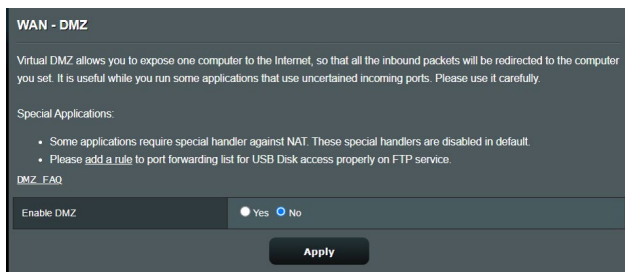 WAN - DMZ
Virtual DMZ allows you to expose one computer to the Internet, so that all the inbound packets will be redirected to the computer
you set. It is useful while you run some applications that use uncertained incoming ports. Please use it carefully.
Special Applications:
• Some applications require special handler against NAT. These special handlers are disabled in default.
• Please add a rule to port forwarding list for USB Disk access properly on FTP service.
DMZ FAQ
Enable DMZ Yes No
Apply